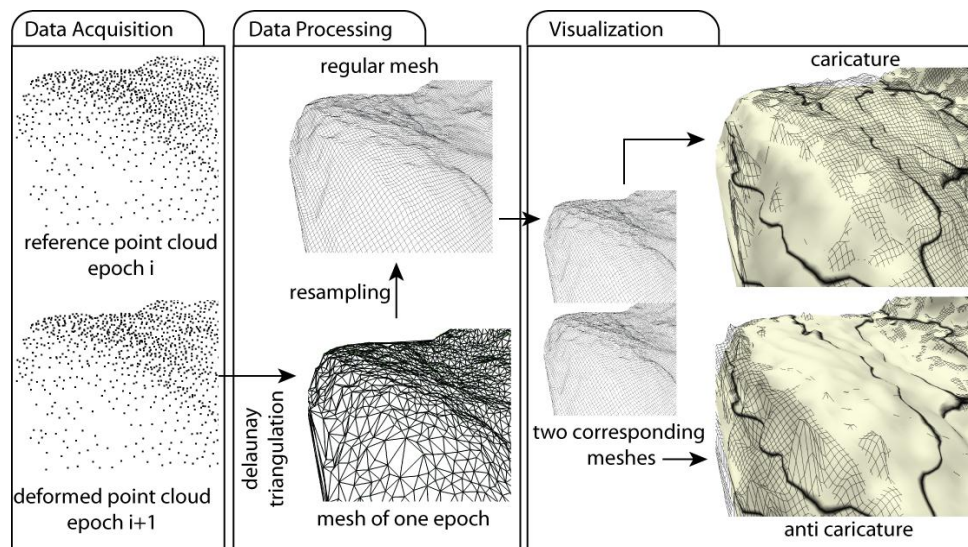 Data Acquisition
reference point cloud
epoch i
deformed point cloud
epoch i+1
Data Processing
regular mesh
resampling
delaunay
triangulation
mesh of one epoch
Visualization
caricature
two corresponding
meshes
anti caricature